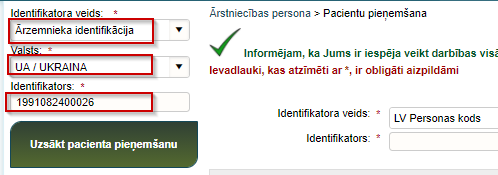 Identifikatora veids: *
Ārzemnieka identifikācija
Valsts: *
UA / UKRAINA
Identifikators: *
1991082400026
Uzsākt pacienta pieņemšanu
Ārstniecības persona > Pacientu pieņemšana
Informējam, ka Jums ir iespēja veikt darbības visā
Ievadlauki, kas atzīmēti ar *, ir obligāti aizpildāmi
Identifikatora veids: *
LV Personas kods
Identifikators: *